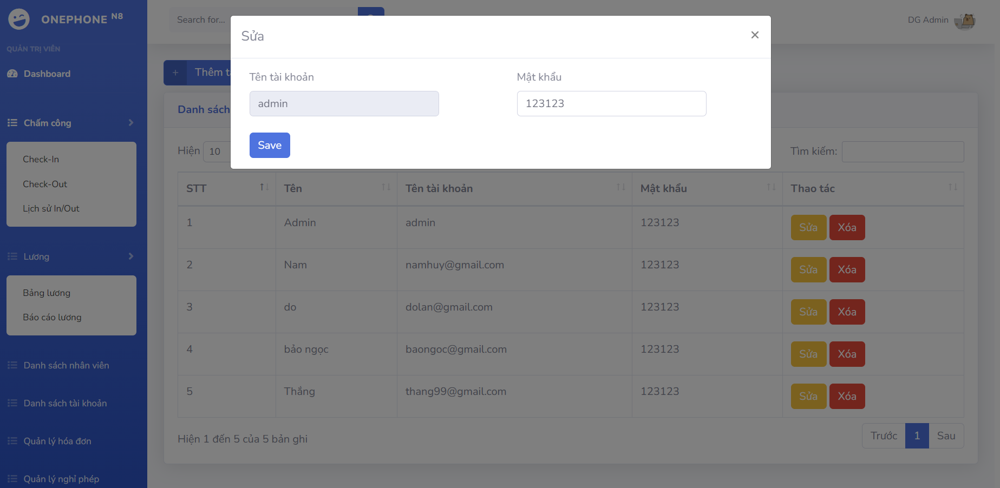 ONEPHONE N8
QUẢN TRỊ VIÊN
Dashboard
Chấm công
Check-In
Check-Out
Lịch sử In/Out
Lương
Bảng lương
Báo cáo lương
Danh sách nhân viên
Danh sách tài khoản
Quản lý hóa đơn
Quản lý nghỉ phép
Search for...
DG Admin
Sửa
×
Tên tài khoản
Mật khẩu
admin
123123
Save
+ Thêm
Danh sách
Hiện 10
Tìm kiếm:
STT Tên Tên tài khoản Mật khẩu Thao tác
1 Admin admin 123123 Sửa Xóa
2 Nam namhuy@gmail.com 123123 Sửa Xóa
3 do dolan@gmail.com 123123 Sửa Xóa
4 bảo ngọc baongoc@gmail.com 123123 Sửa Xóa
5 Thắng thang99@gmail.com 123123 Sửa Xóa
Hiện 1 đến 5 của 5 bản ghi
Trước 1 Sau